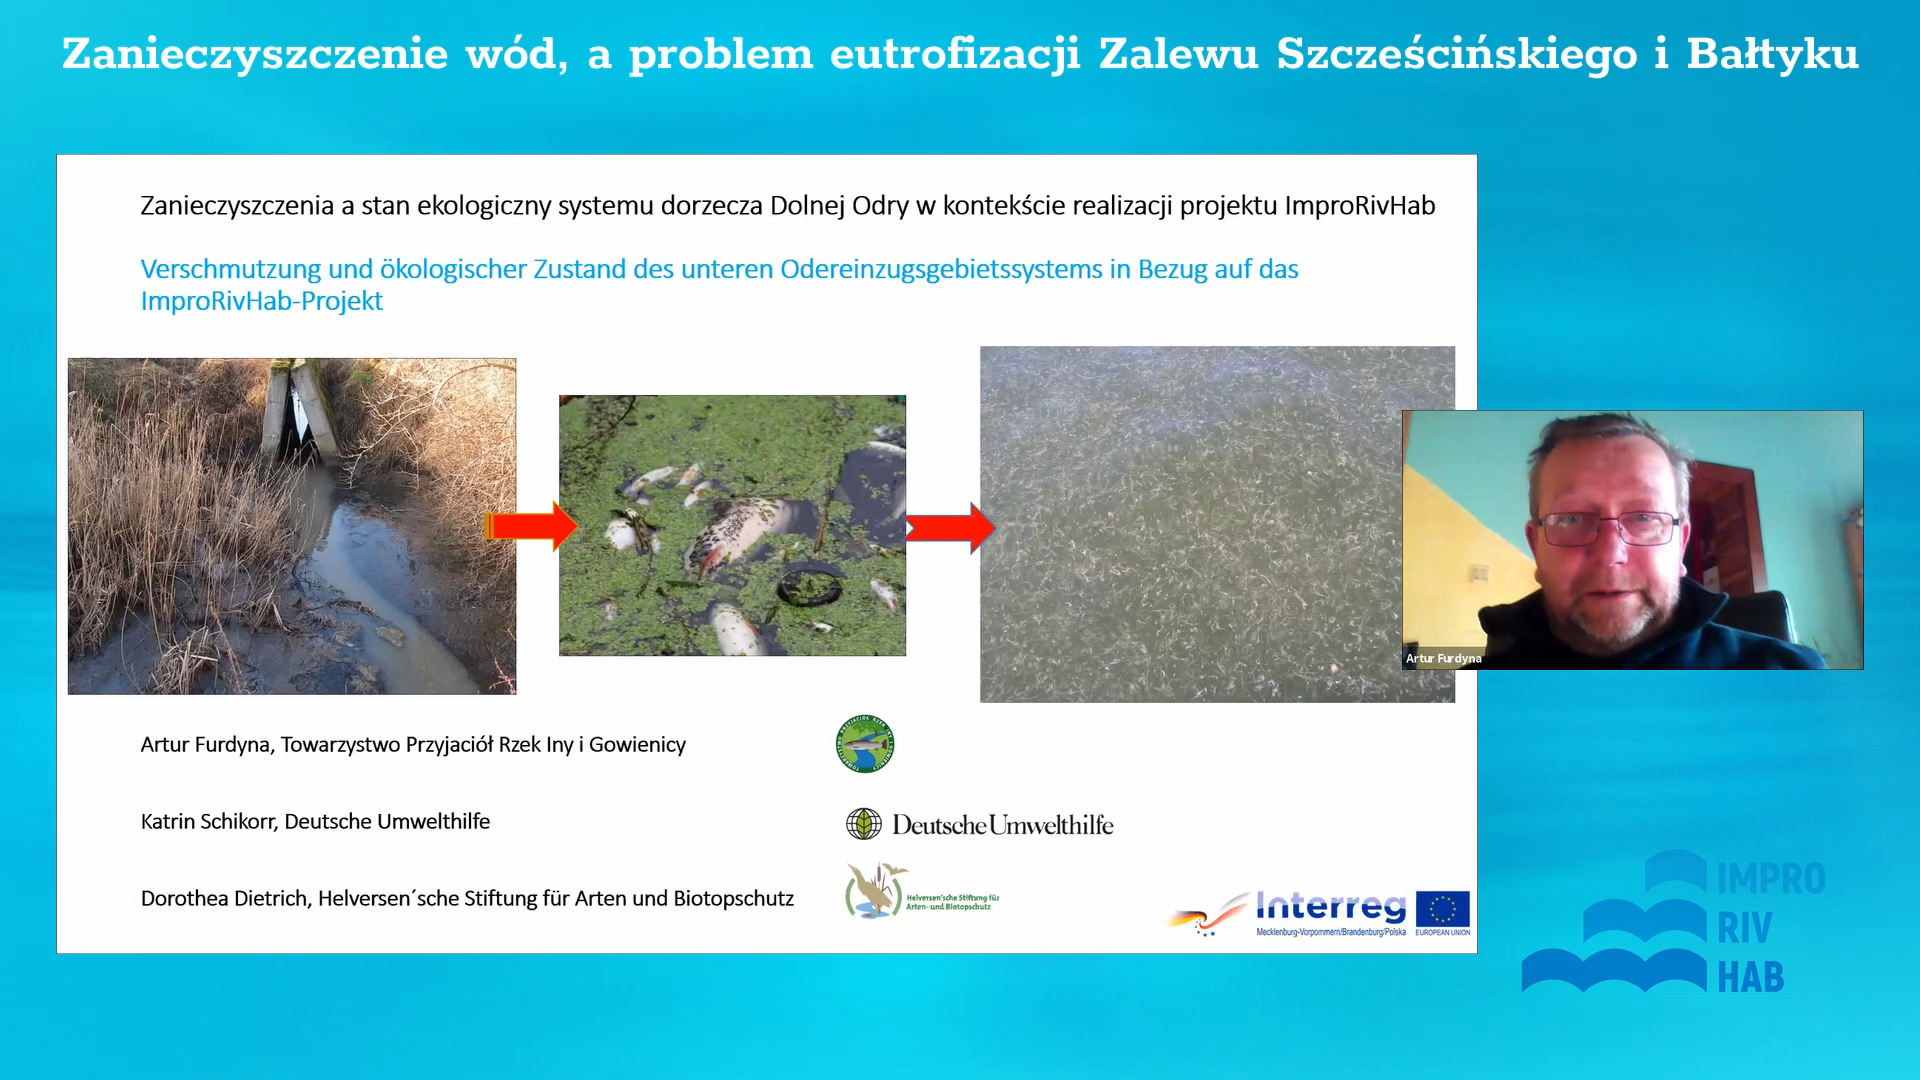 Zanieczyszczenie wód, a problem eutrofizacji Zalewu Szcześcińskiego i Bałtyku
Zanieczyszczenia a stan ekologiczny systemu dorzecza Dolnej Odry w kontekście realizacji projektu ImproRivHab
Verschmutzung und ökologischer Zustand des unteren Odereinzugsgebietssystems in Bezug auf das
ImproRivHab-Projekt
Artur Furdyna
Artur Furdyna, Towarzystwo Przyjaciół Rzek Iny i Gowienicy
Katrin Schikorr, Deutsche Umwelthilfe
Deutsche Umwelthilfe
Dorothea Dietrich, Helversen´sche Stiftung für Arten und Biotopschutz
Helversen'sche Stiftung für
Arten- und Biotopschutz
Interreg
Mecklenburg-Vorpommern/Brandenburg/Polska
EUROPEAN UNION
IMPRO
RIV
HAB